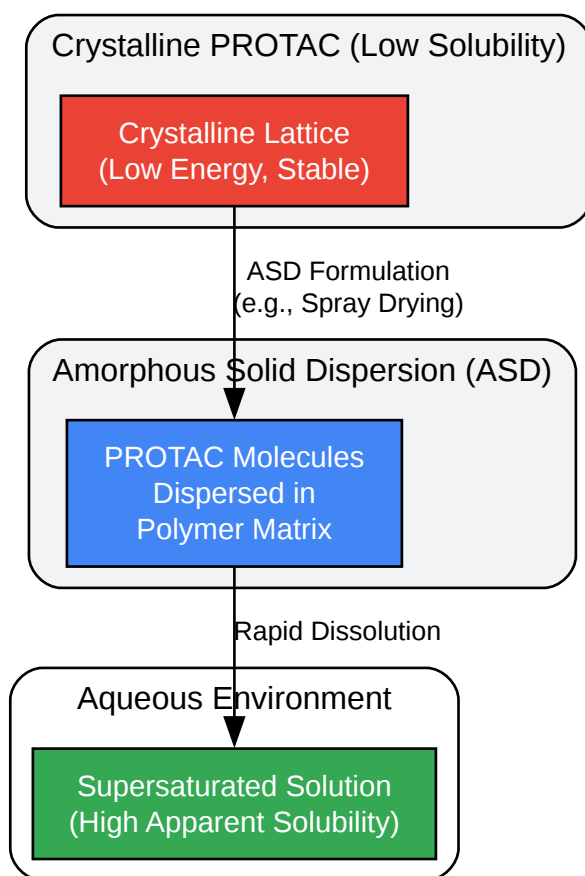 Crystalline PROTAC (Low Solubility)
Crystalline Lattice
(Low Energy, Stable)
ASD Formulation
(e.g., Spray Drying)
Amorphous Solid Dispersion (ASD)
PROTAC Molecules
Dispersed in
Polymer Matrix
Rapid Dissolution
Aqueous Environment
Supersaturated Solution
(High Apparent Solubility)